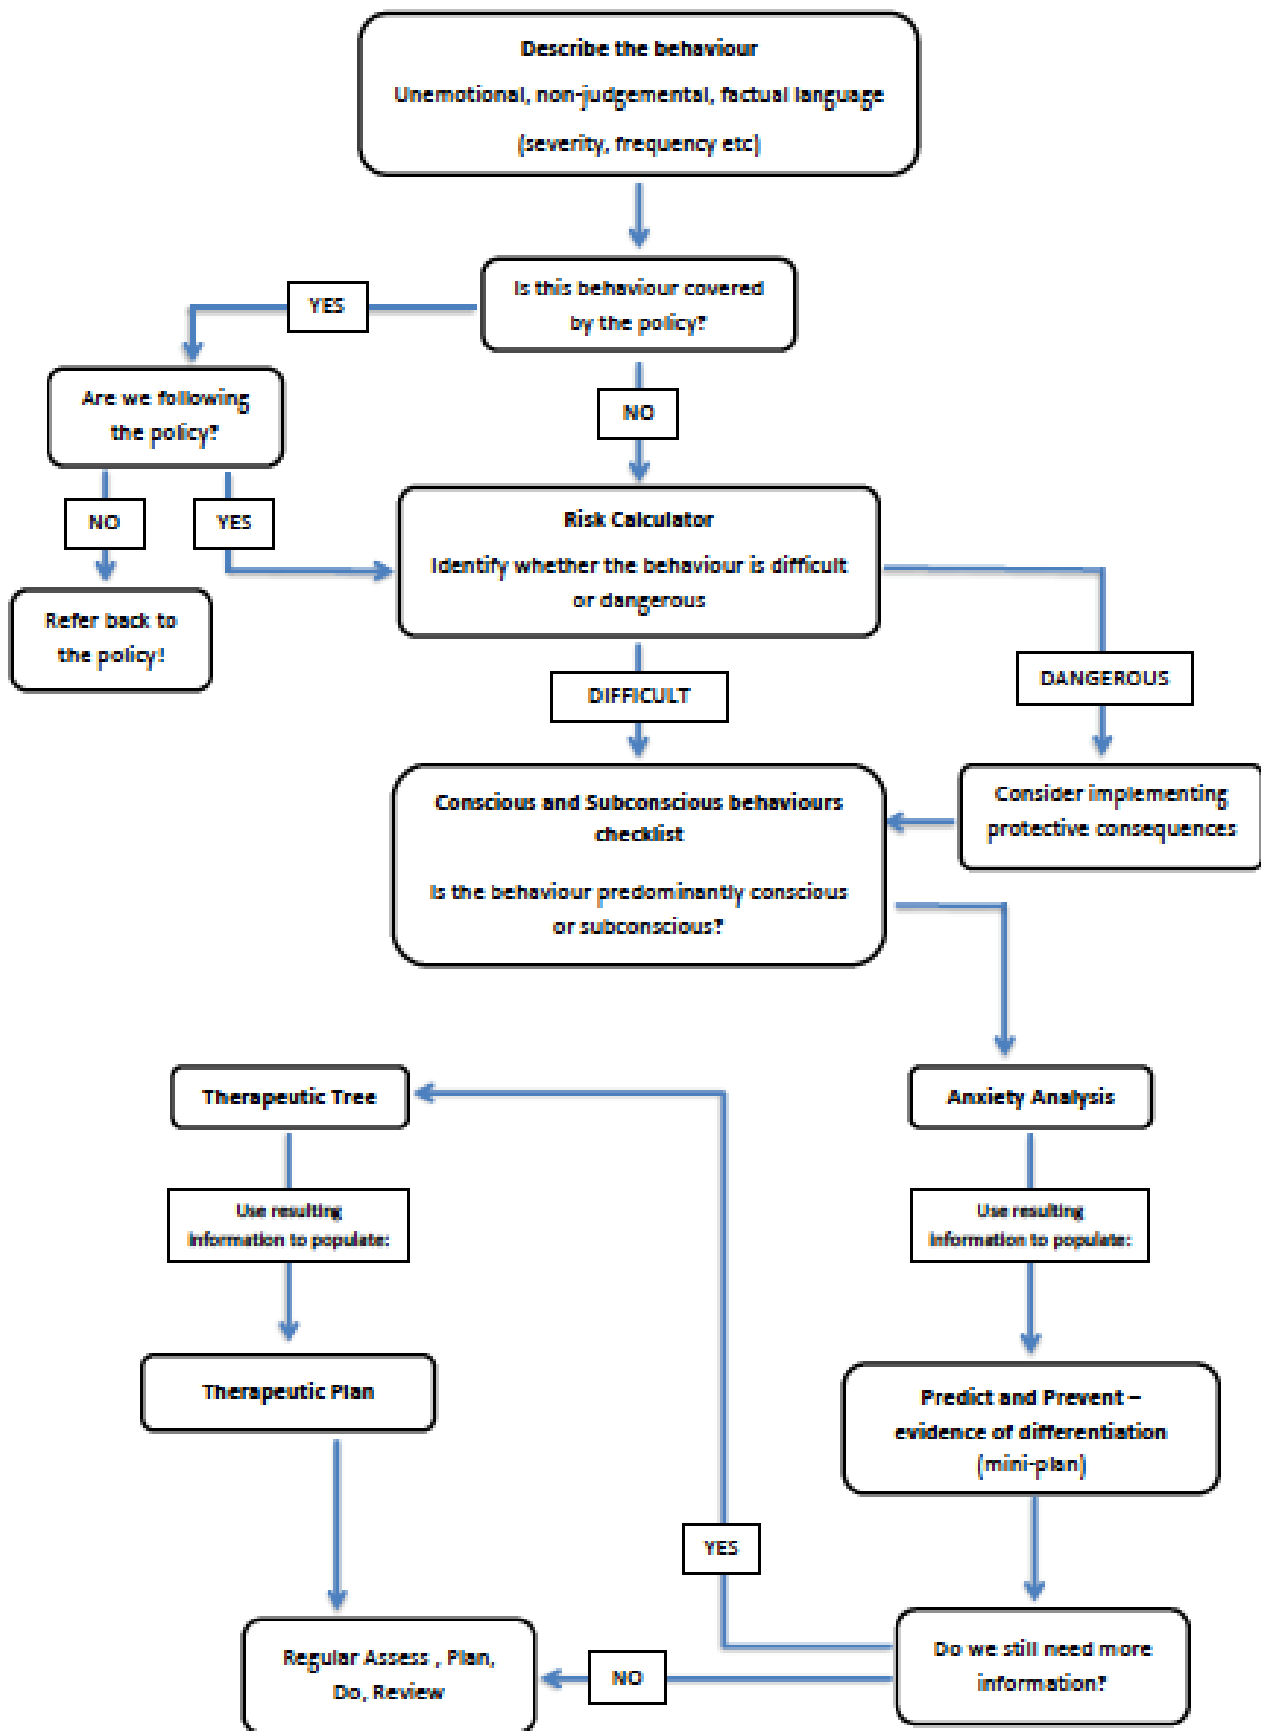 Describe the behaviour
Unemotional, non-judgemental, factual language
(severity, frequency etc)
Is this behaviour covered
by the policy?
YES
Are we following
the policy?
NO
NO
YES
Risk Calculator
Identify whether the behaviour is difficult
or dangerous
Refer back to
the policy!
DIFFICULT
DANGEROUS
Conscious and Subconscious behaviours
checklist
Is the behaviour predominantly conscious
or subconscious?
Consider implementing
protective consequences
Therapeutic Tree
Anxiety Analysis
Use resulting
information to populate:
Use resulting
information to populate:
Therapeutic Plan
Predict and Prevent –
evidence of differentiation
(mini-plan)
YES
Regular Assess , Plan,
Do, Review
NO
Do we still need more
information?